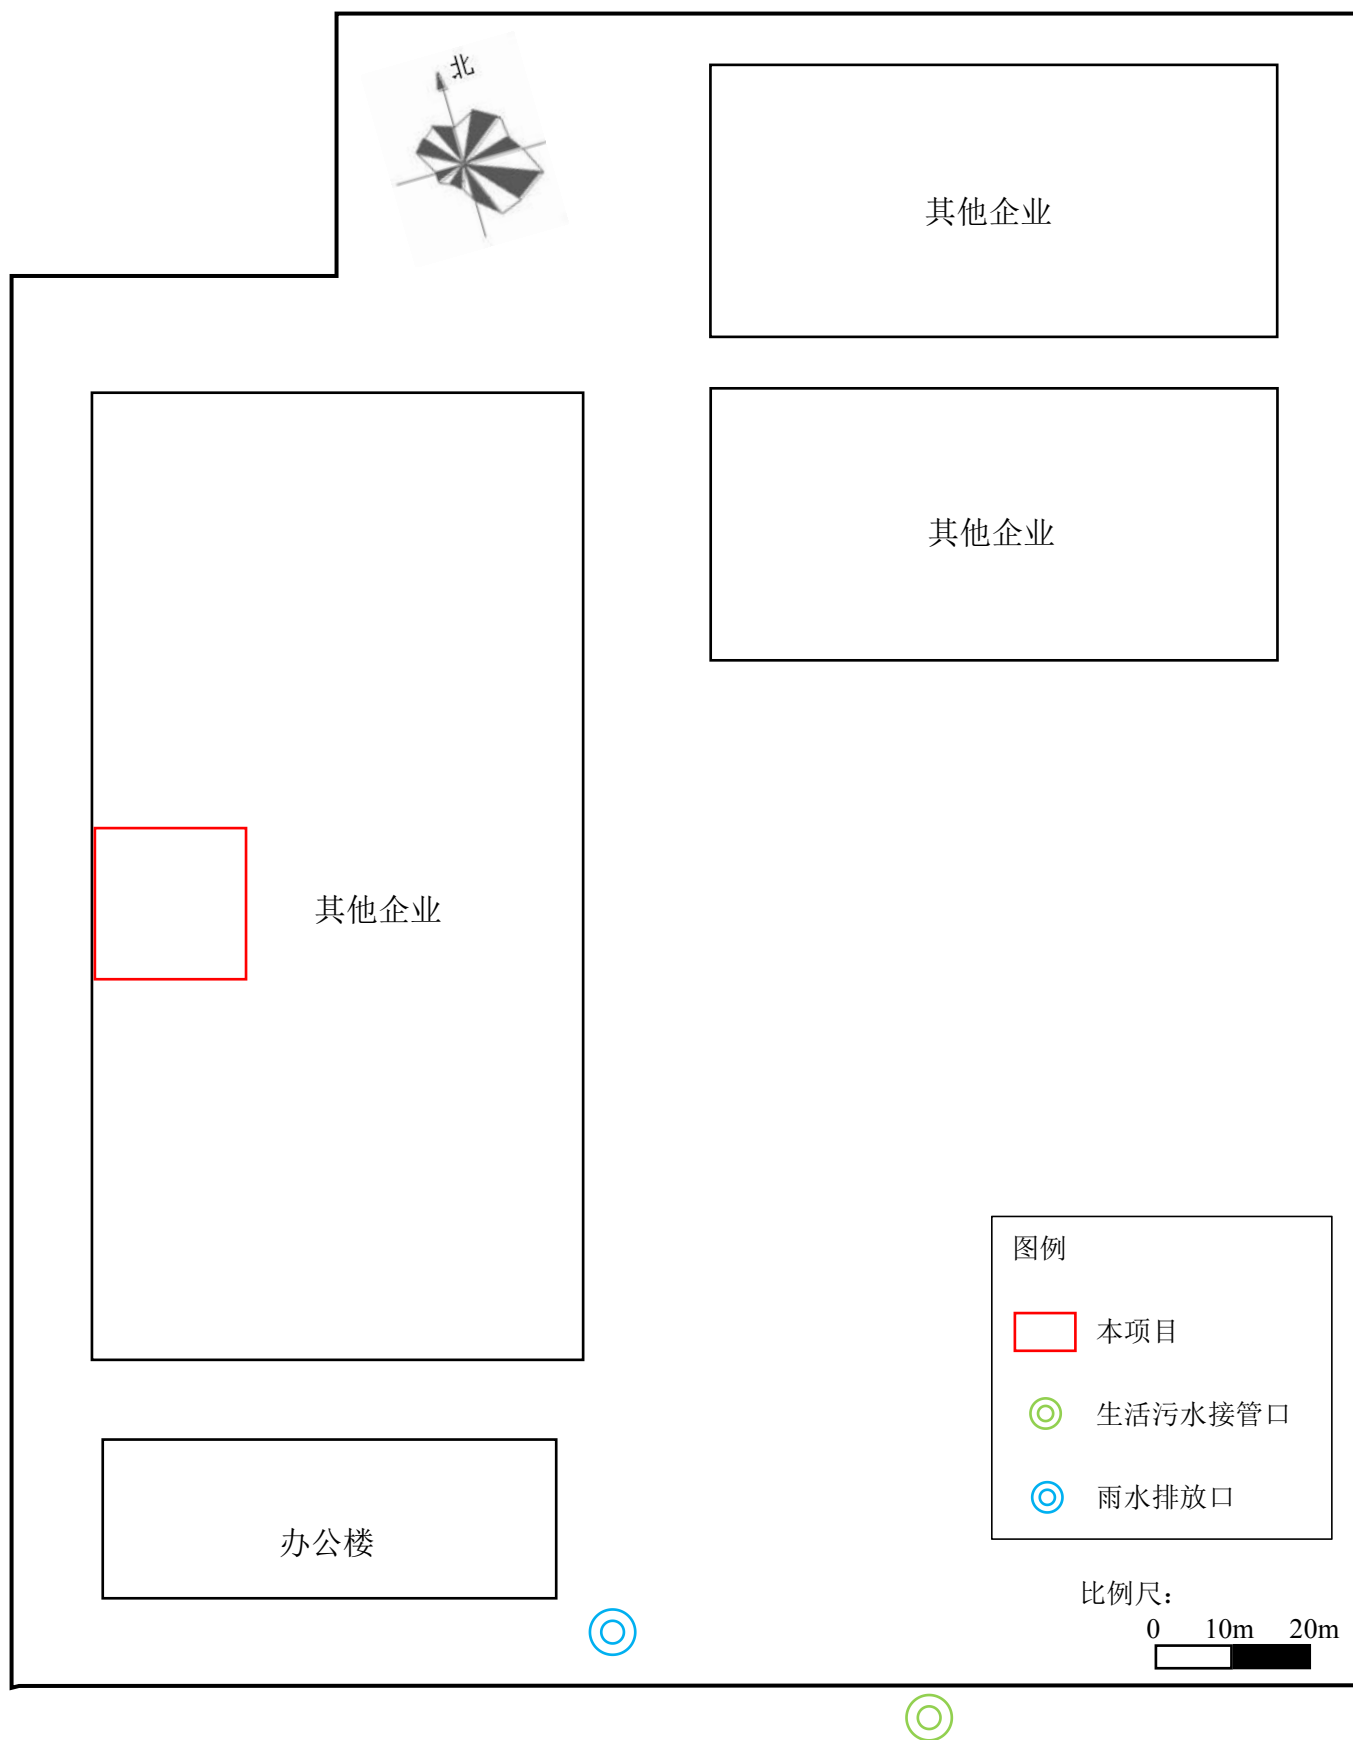 北
其他企业
其他企业
其他企业
图例
本项目
生活污水接管口
雨水排放口
办公楼
比例尺：
0 10m 20m